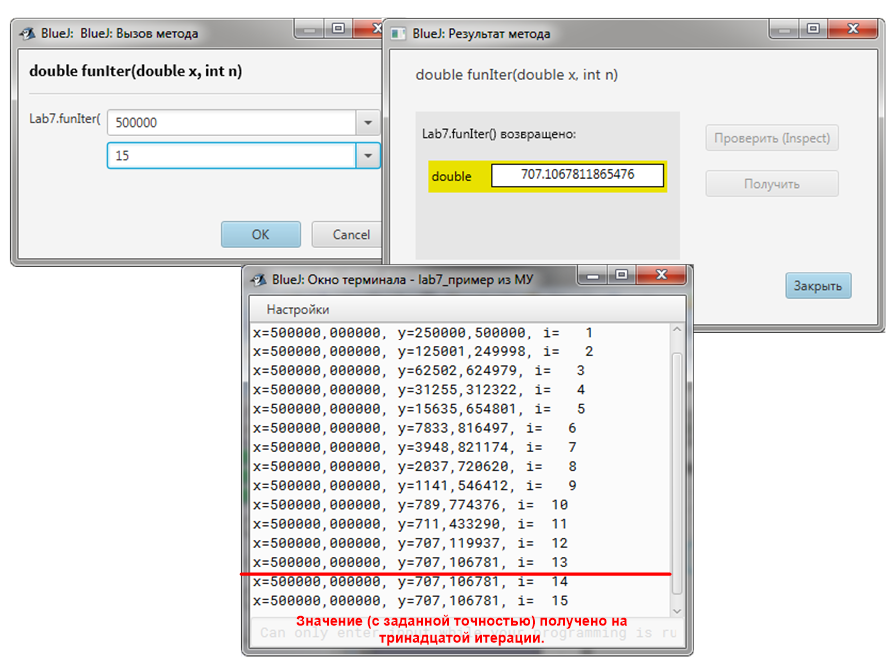 BlueJ: BlueJ: Вызов метода
double funIter(double x, int n)
Lab7.funIter(
500000
15
OK
Cancel
BlueJ: Результат метода
double funIter(double x, int n)
Lab7.funIter() возвращено:
double
707.1067811865476
Проверить (Inspect)
Получить
Закрыть
BlueJ: Окно терминала - lab7_пример из МУ
Настройки
x=500000,000000, y=250000,500000, i=   1
x=500000,000000, y=125001,249998, i=   2
x=500000,000000, y=62502,624979, i=   3
x=500000,000000, y=31255,312322, i=   4
x=500000,000000, y=15635,654801, i=   5
x=500000,000000, y=7833,816497, i=   6
x=500000,000000, y=3948,821174, i=   7
x=500000,000000, y=2037,720620, i=   8
x=500000,000000, y=1141,546412, i=   9
x=500000,000000, y=789,774376, i=  10
x=500000,000000, y=711,433290, i=  11
x=500000,000000, y=707,119937, i=  12
x=500000,000000, y=707,106781, i=  13
x=500000,000000, y=707,106781, i=  14
x=500000,000000, y=707,106781, i=  15
Значение (с заданной точностью) получено на
тринадцатой итерации.
Can only enter